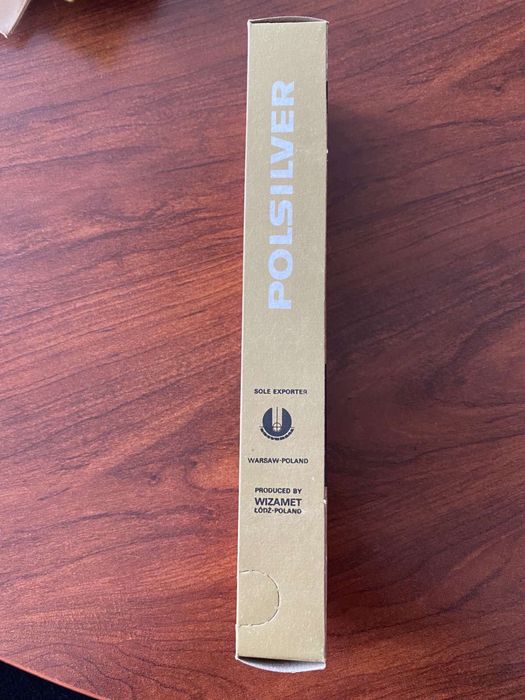 POLSILVER
SOLE EXPORTER
WARSAW-POLAND
PRODUCED BY
WIZAMET
ŁÓDŹ-POLAND